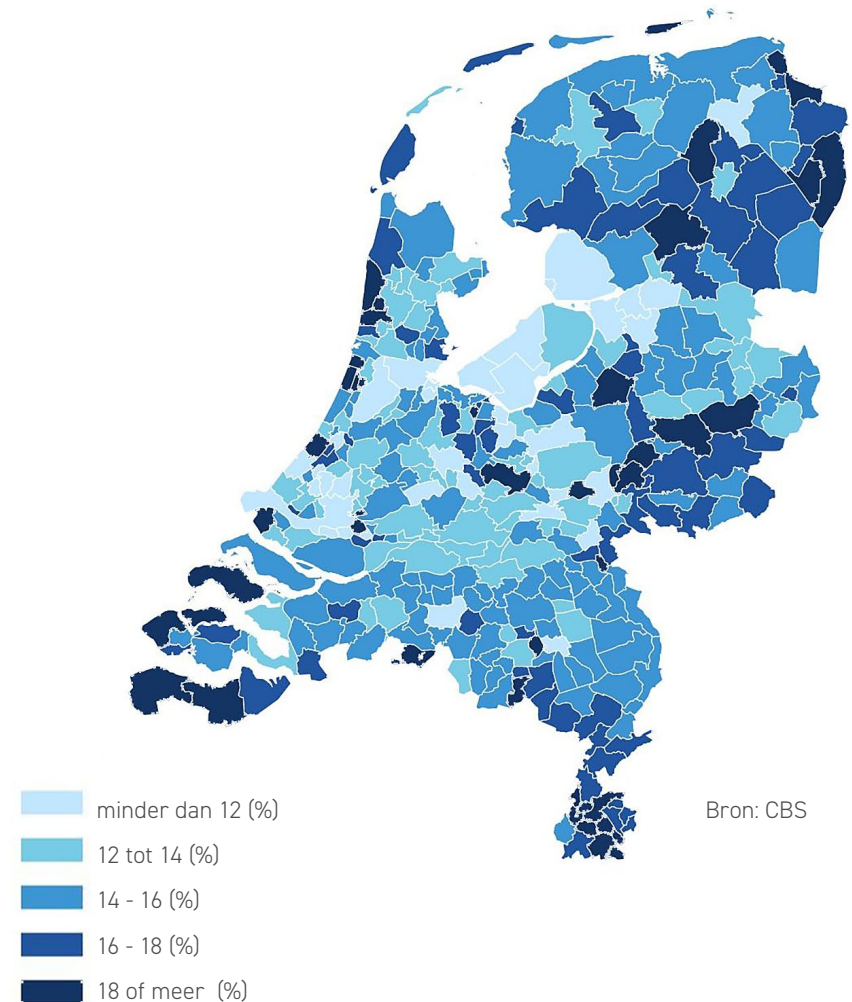 minder dan 12 (%)
Bron: CBS
12 tot 14 (%)
14 - 16 (%)
16 - 18 (%)
18 of meer (%)